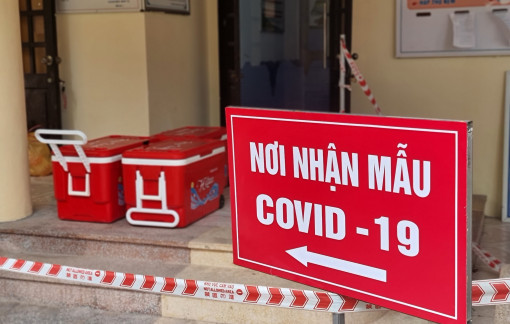 NƠI NHẬN MẪU
COVID -19